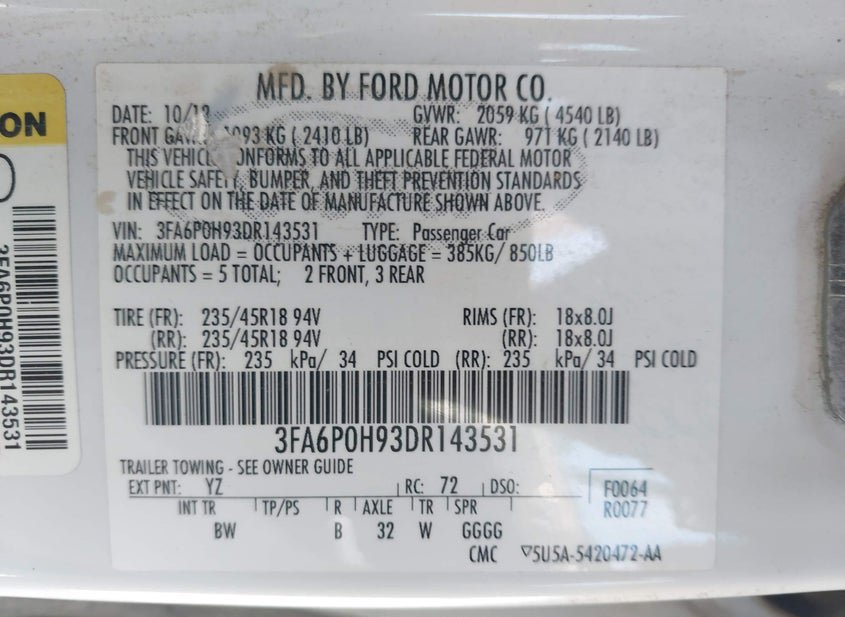 MFD. BY FORD MOTOR CO.
DATE: 10/12 GVWR: 2059 KG ( 4540 LB)
FRONT GAWR: 1093 KG ( 2410 LB) REAR GAWR: 971 KG ( 2140 LB)
THIS VEHICLE CONFORMS TO ALL APPLICABLE FEDERAL MOTOR
VEHICLE SAFETY, BUMPER, AND THEFT PREVENTION STANDARDS
IN EFFECT ON THE DATE OF MANUFACTURE SHOWN ABOVE.
VIN: 3FA6P0H93DR143531 TYPE: Passenger Car
MAXIMUM LOAD = OCCUPANTS + LUGGAGE = 385KG/ 850LB
OCCUPANTS = 5 TOTAL; 2 FRONT, 3 REAR
TIRE (FR): 235/45R18 94V RIMS (FR): 18x8.0J
(RR): 235/45R18 94V (RR): 18x8.0J
PRESSURE (FR): 235 kPa/ 34 PSI COLD (RR): 235 kPa/ 34 PSI COLD
3FA6P0H93DR143531
TRAILER TOWING - SEE OWNER GUIDE
EXT PNT: YZ RC: 72 DSO: F0064
INT TR TP/PS R AXLE TR SPR R0077
BW B 32 W GGGG
CMC ▽5U5A-5420472-AA
ON
3FA6P0H93DR143531